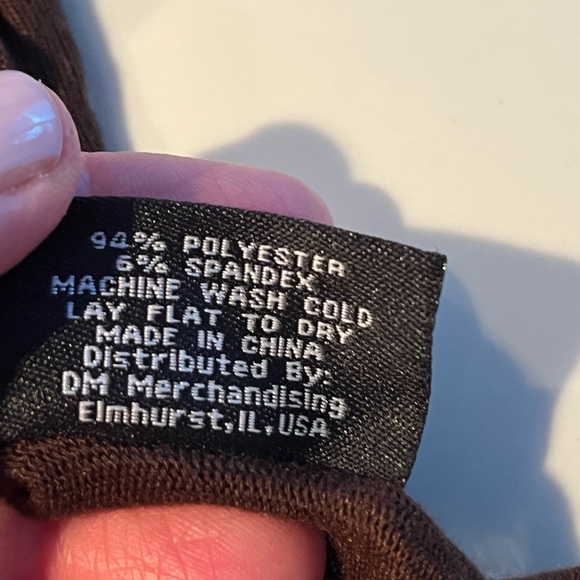 94% POLYESTER
6% SPANDEX
MACHINE WASH COLD
LAY FLAT TO DRY
MADE IN CHINA
Distributed By:
DM Merchandising
Elmhurst,IL,USA